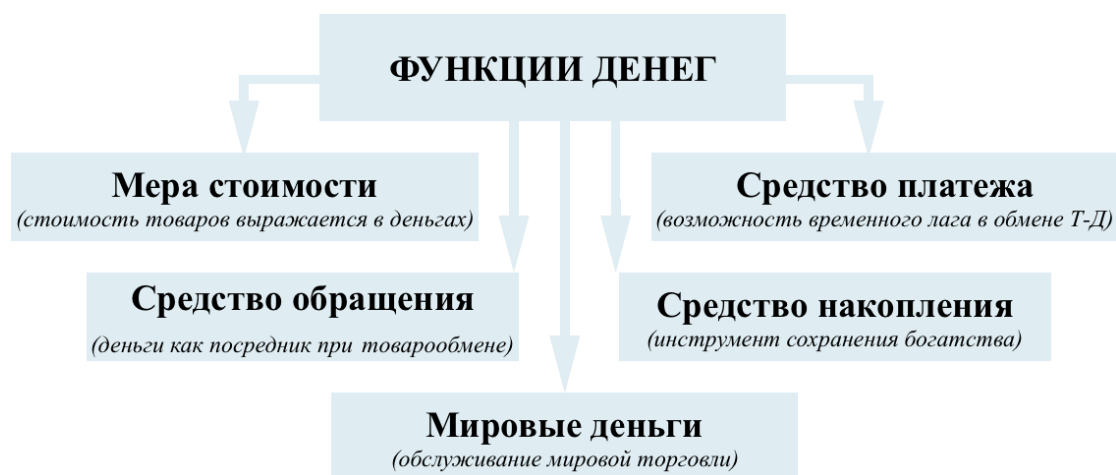 ФУНКЦИИ ДЕНЕГ
Мера стоимости
(стоимость товаров выражается в деньгах)
Средство платежа
(возможность временного лага в обмене Т-Д)
Средство обращения
(деньги как посредник при товарообмене)
Средство накопления
(инструмент сохранения богатства)
Мировые деньги
(обслуживание мировой торговли)